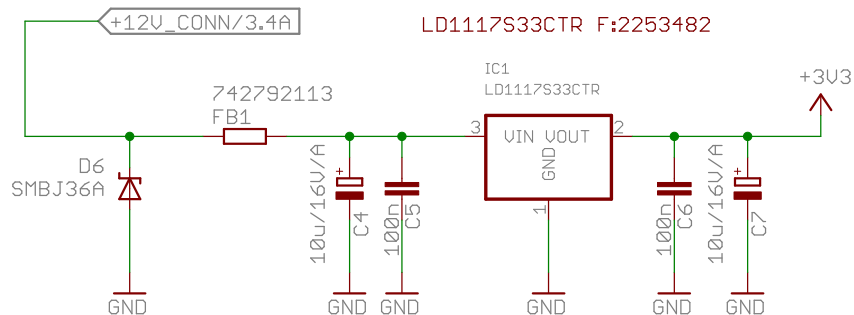 +12V_CONN/3.4A
LD1117S33CTR F:2253482
IC1
LD1117S33CTR
+3V3
742792113
FB1
3
VIN VOUT
2
GND
1
D6
SMBJ36A
+
10u/16V/A
C4
100n
C5
100n
C6
+
10u/16V/A
C7
GND
GND
GND
GND
GND
GND